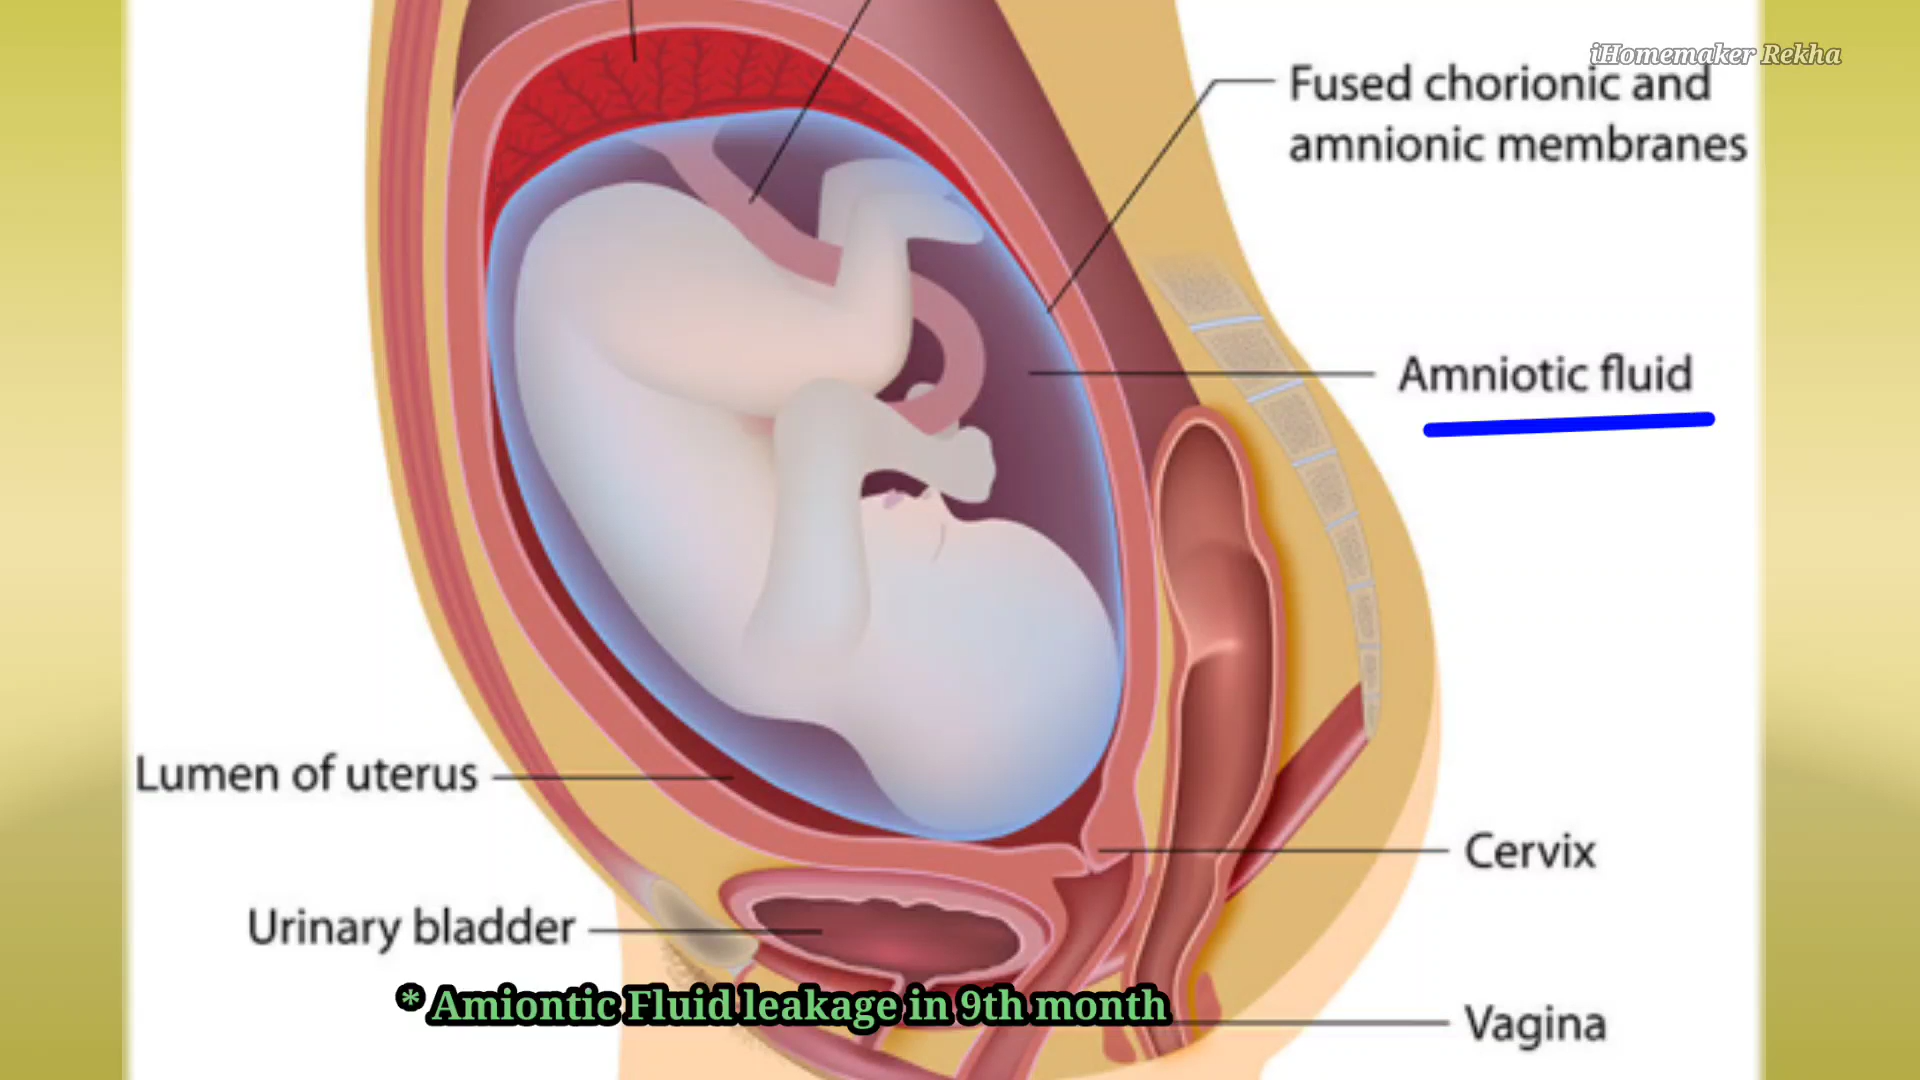 iHomemaker Rekha
Fused chorionic and
amnionic membranes
Amniotic fluid
Lumen of uterus
Cervix
Urinary bladder
* Amiontic Fluid leakage in 9th month
Vagina